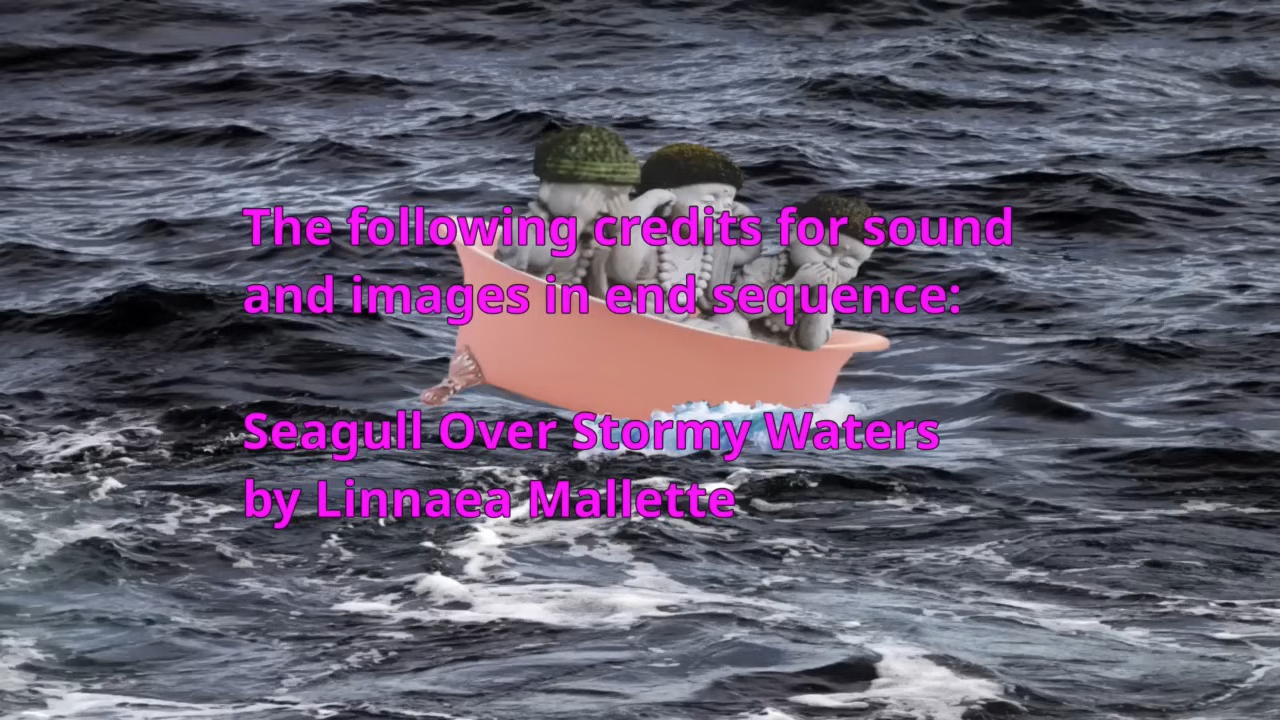 The following credits for sound
and images in end sequence:
Seagull Over Stormy Waters
by Linnaea Mallette